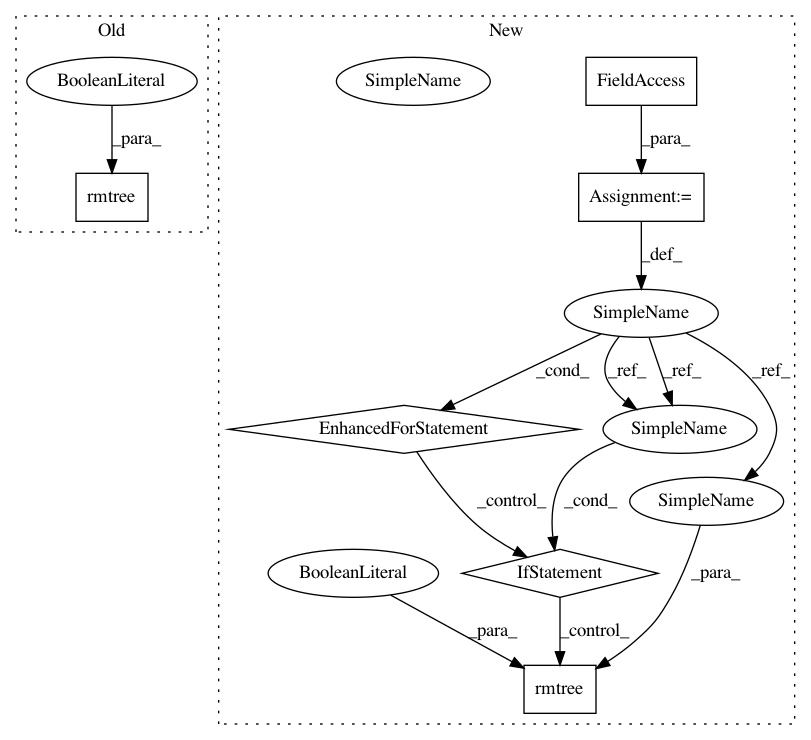 Old
New
BooleanLiteral
SimpleName
FieldAccess
_para_
_para_
rmtree
Assignment:=
_def_
SimpleName
_cond_
_ref_
_ref_
_ref_
EnhancedForStatement
SimpleName
SimpleName
_control_
_cond_
BooleanLiteral
IfStatement
_para_
_para_
_control_
rmtree